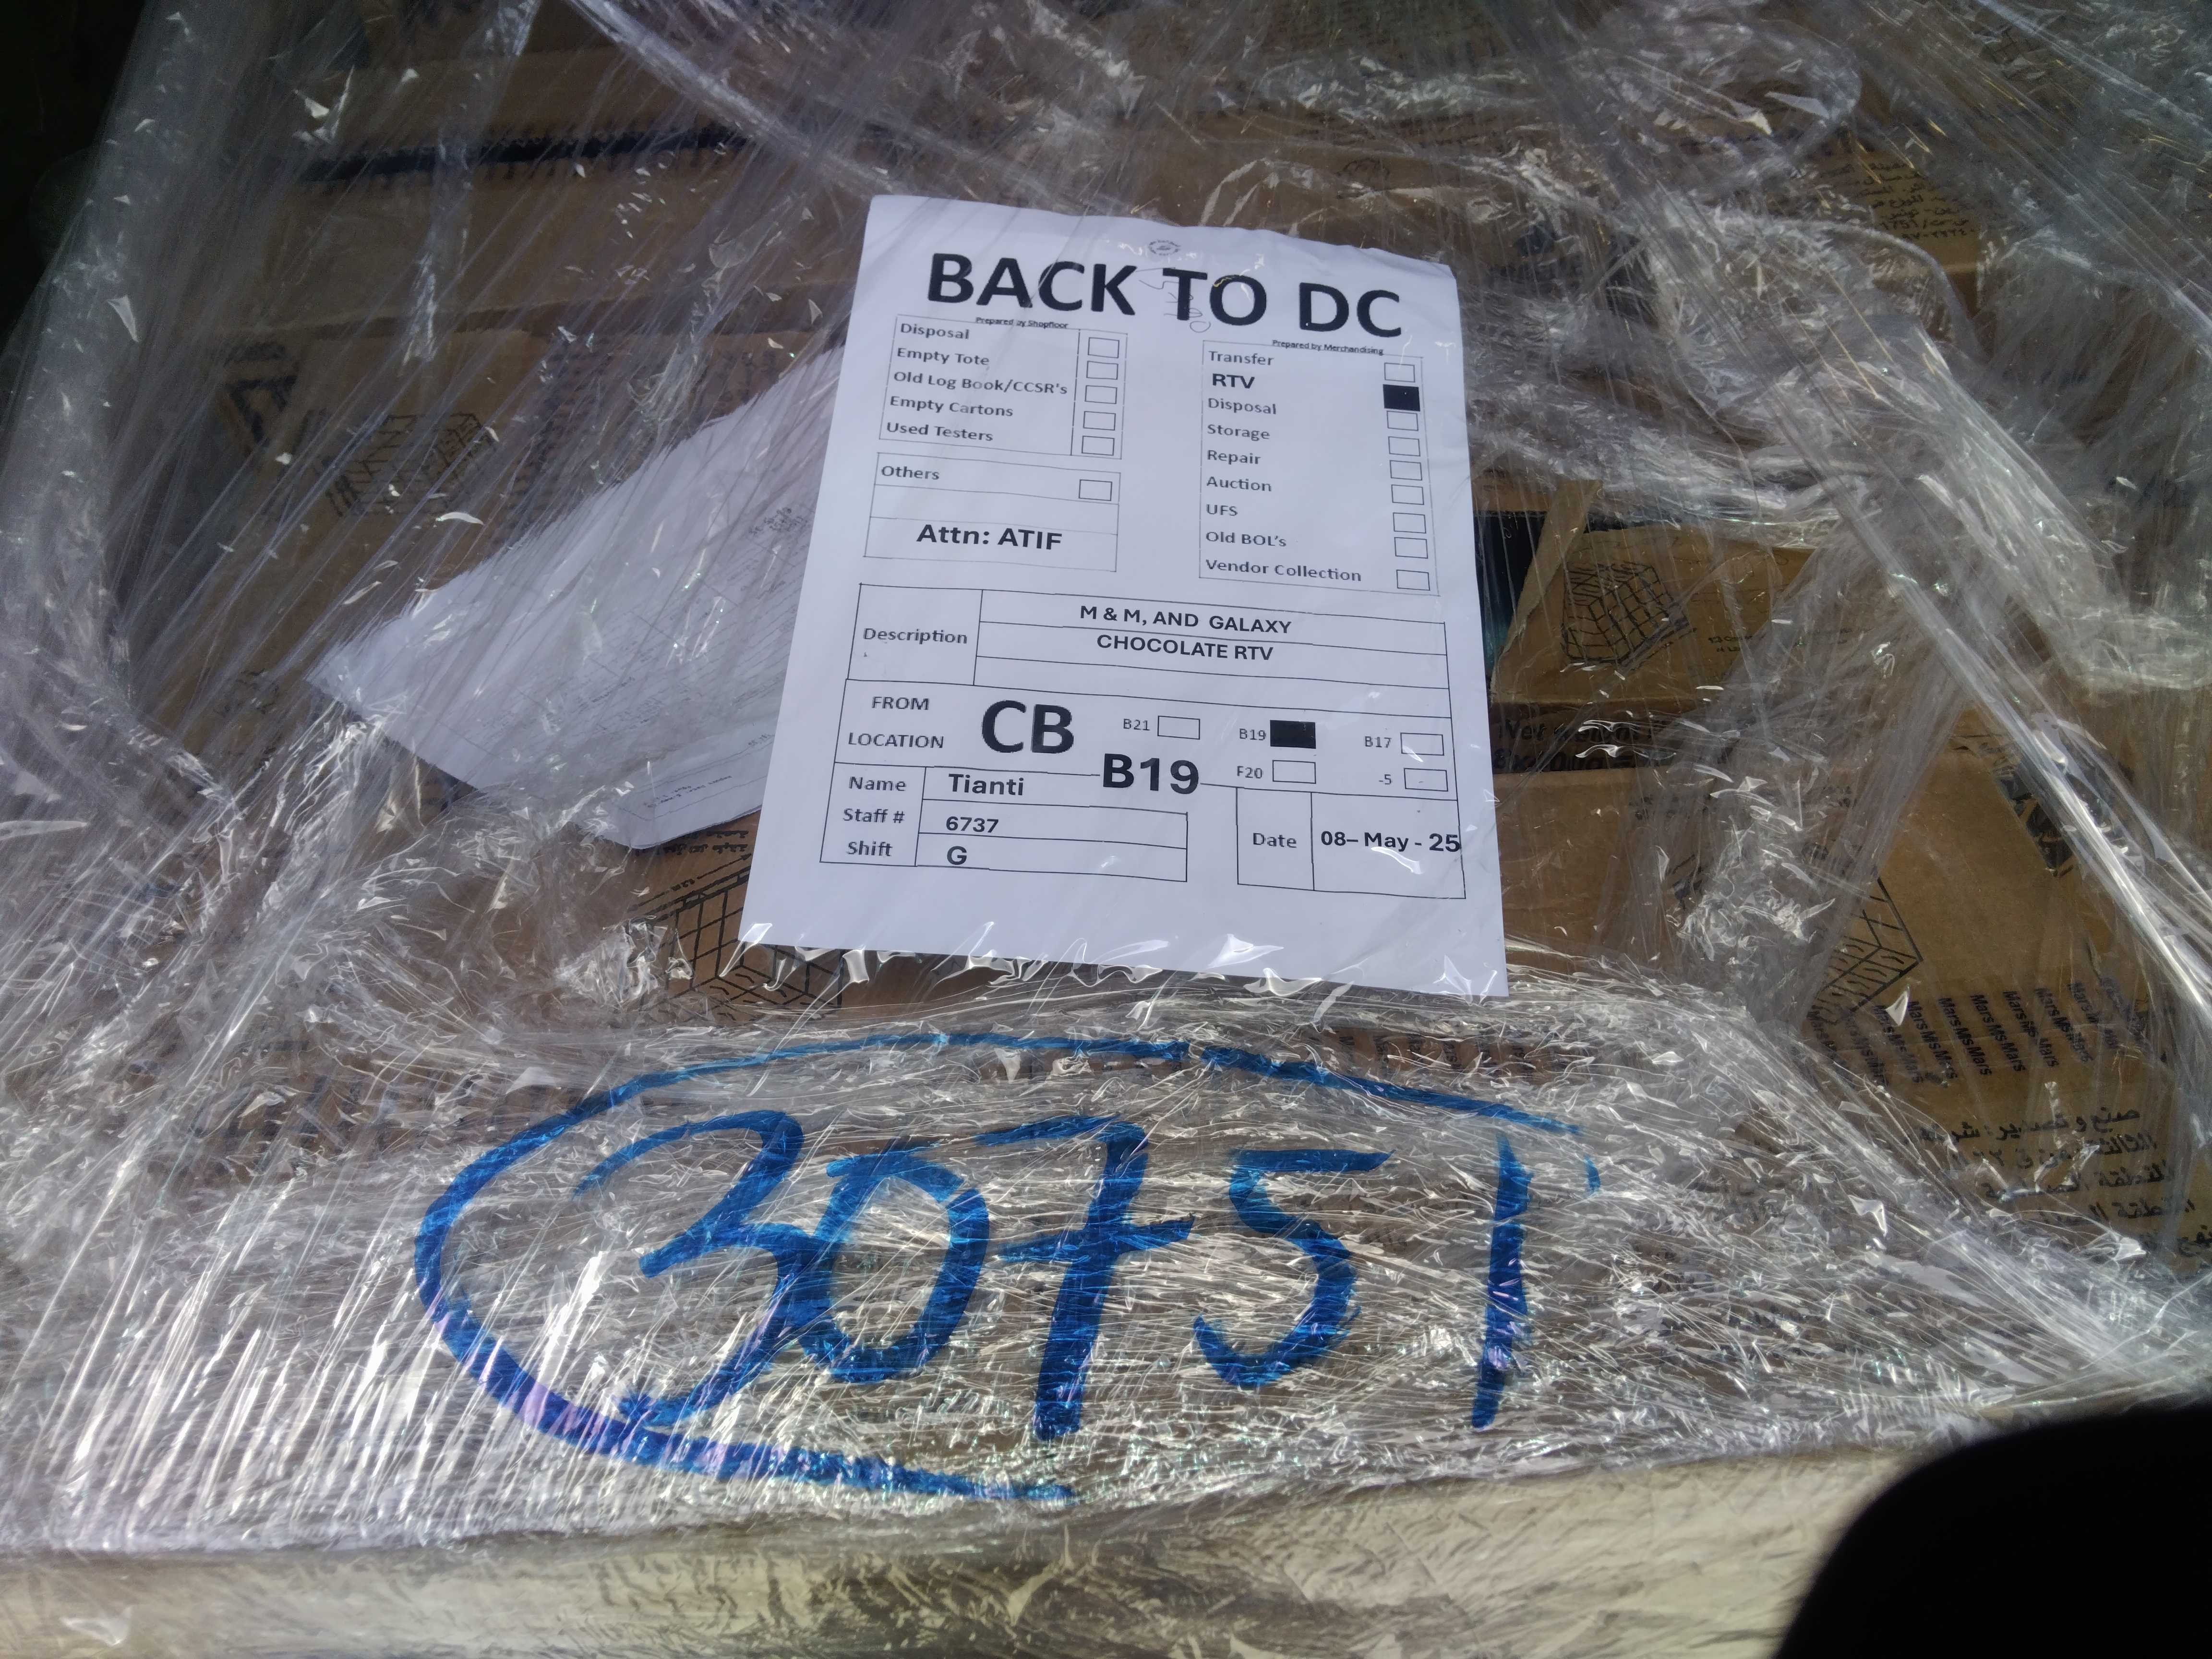 BACK TO DC
Prepared by Shopfloor
Disposal
Empty Tote
Old Log Book/CCSR's
Empty Cartons
Used Testers
Others
Attn: ATIF
Prepared by Merchandising
Transfer
RTV
Disposal
Storage
Repair
Auction
UFS
Old BOL's
Vendor Collection
Description
M & M, AND GALAXY
CHOCOLATE RTV
FROM
LOCATION
CB
B19
B21
B19
B17
F20
-5
Name Tianti
Staff # 6737
Shift G
Date 08– May - 25
30751